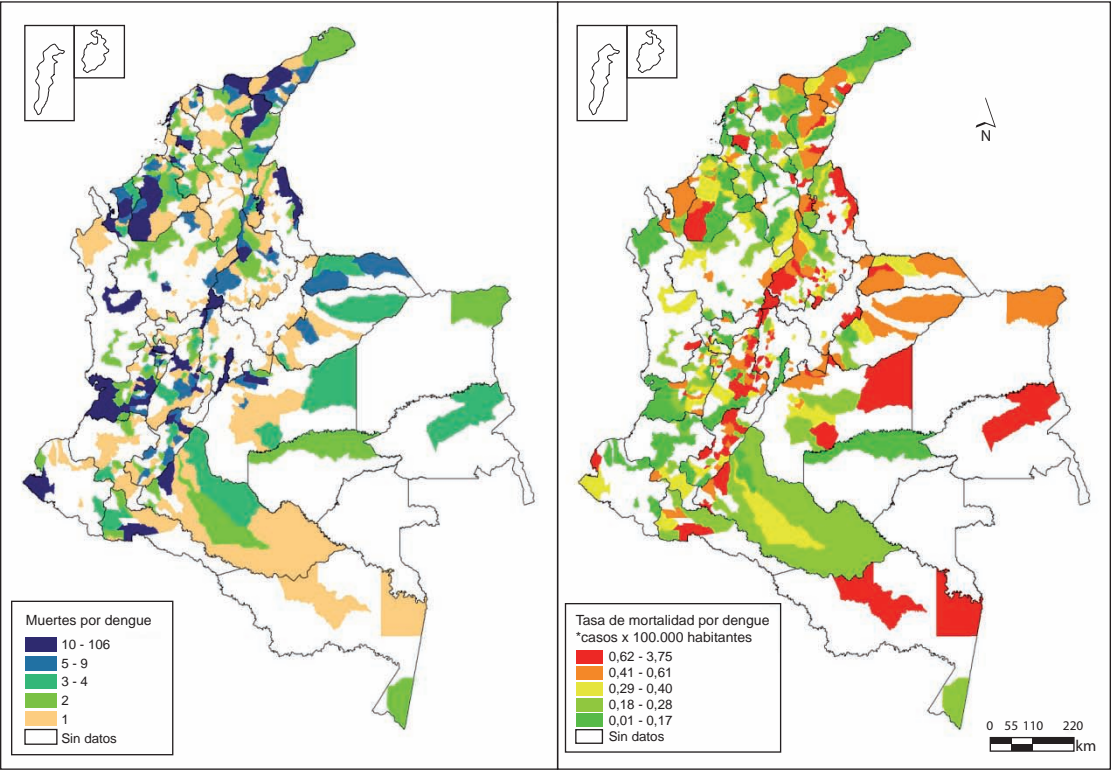 Muertes por dengue
10 - 106
5 - 9
3 - 4
2
1
Sin datos
N
Tasa de mortalidad por dengue
*casos x 100.000 habitantes
0,62 - 3,75
0,41 - 0,61
0,29 - 0,40
0,18 - 0,28
0,01 - 0,17
Sin datos
0 55 110 220
km